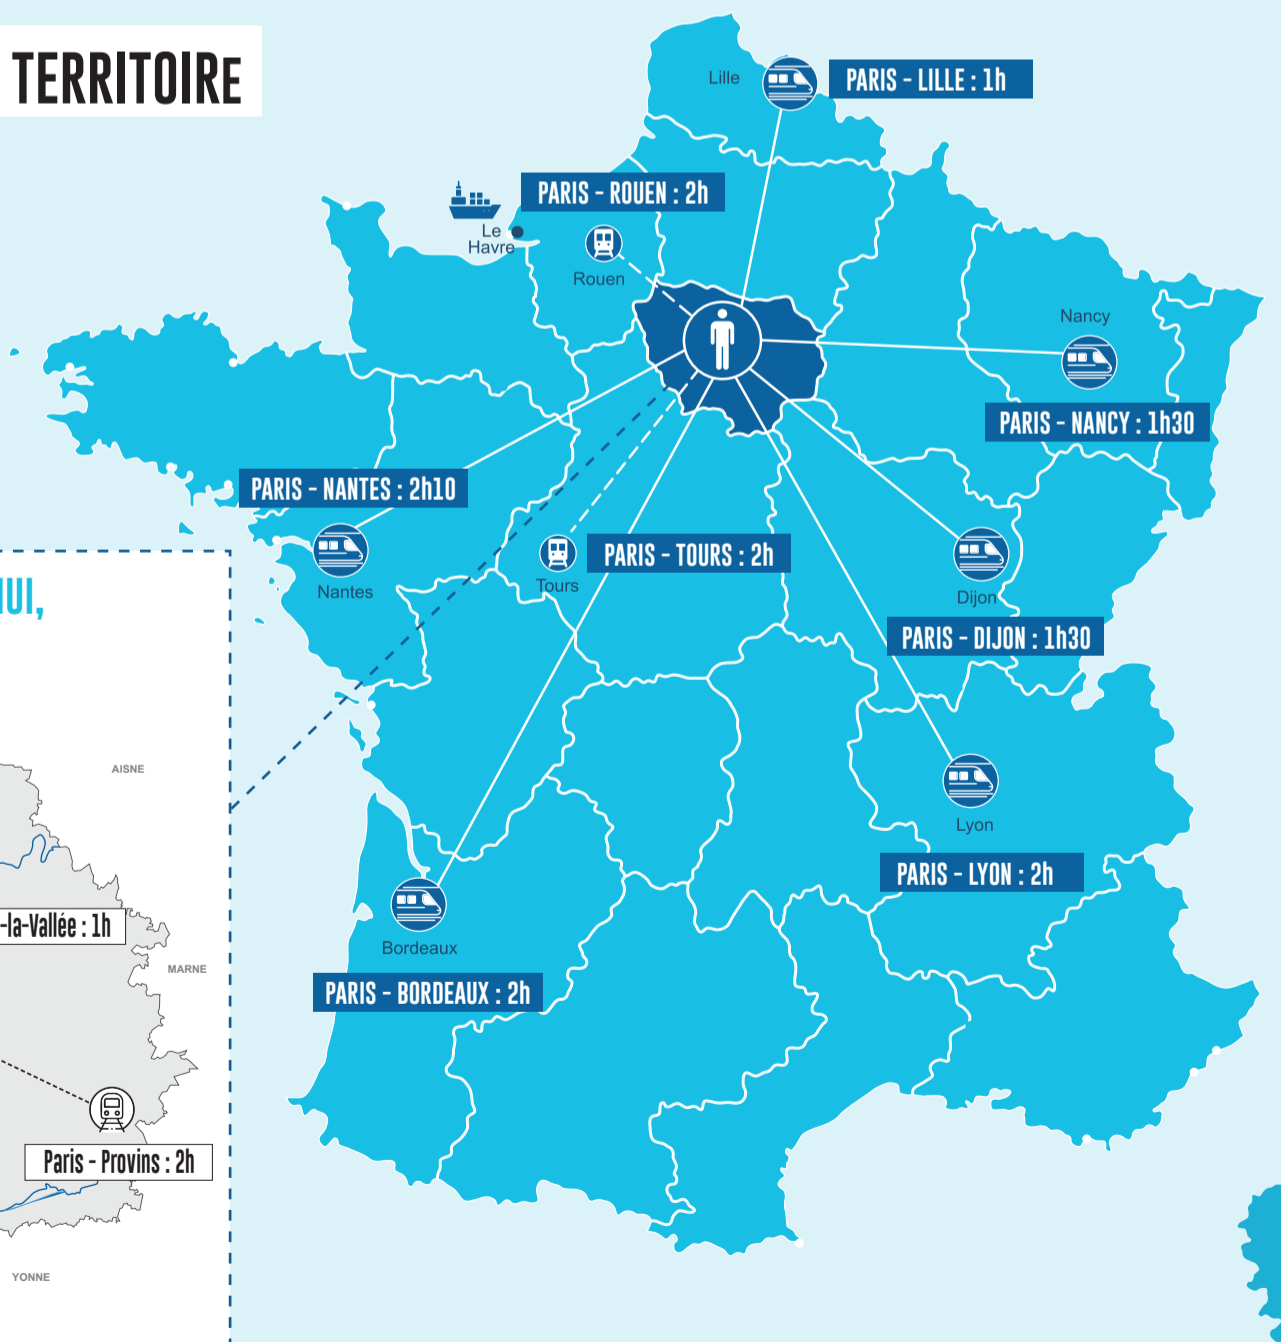 TERRITOIRE
Lille
PARIS - LILLE : 1h
PARIS - ROUEN : 2h
Le
Havre
Rouen
Nancy
PARIS - NANCY : 1h30
PARIS - NANTES : 2h10
Nantes
PARIS - TOURS : 2h
Tours
Dijon
PARIS - DIJON : 1h30
Lyon
PARIS - LYON : 2h
Bordeaux
PARIS - BORDEAUX : 2h
UI,
AISNE
-la-Vallée : 1h
MARNE
Paris - Provins : 2h
YONNE